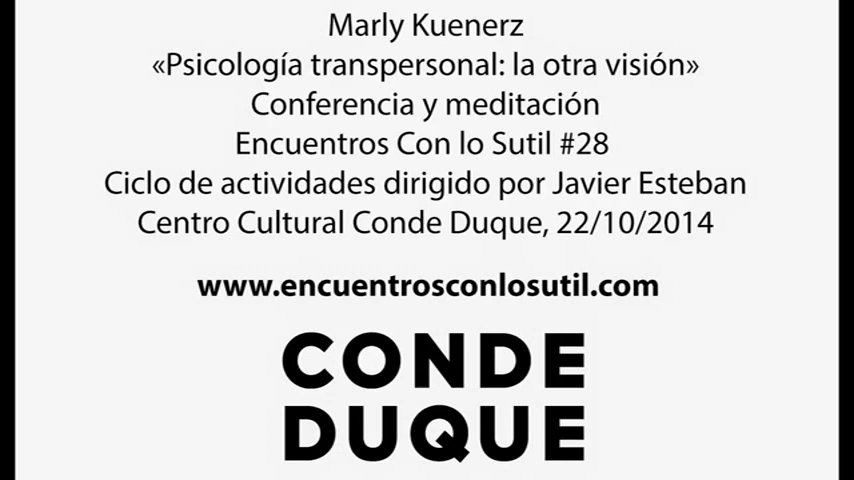 Marly Kuenerz
«Psicología transpersonal: la otra visión»
Conferencia y meditación
Encuentros Con lo Sutil #28
Ciclo de actividades dirigido por Javier Esteban
Centro Cultural Conde Duque, 22/10/2014
www.encuentrosconlosutil.com
CONDE
DUQUE